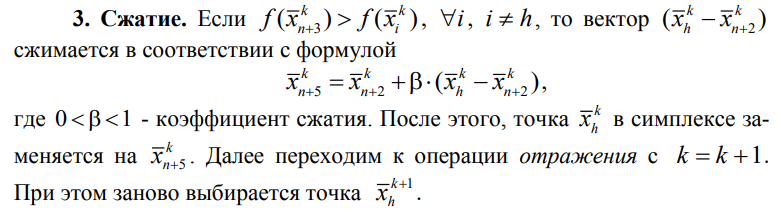 3. Сжатие. Если $f(\overline{x}_{n+3}^{k}) > f(\overline{x}_{i}^{k}), \ \forall i, \ i \neq h$, то вектор $(\overline{x}_{h}^{k} - \overline{x}_{n+2}^{k})$
сжимается в соответствии с формулой
$\overline{x}_{n+5}^{k} = \overline{x}_{n+2}^{k} + \beta \cdot (\overline{x}_{h}^{k} - \overline{x}_{n+2}^{k}),$
где $0 < \beta < 1$ - коэффициент сжатия. После этого, точка $\overline{x}_{h}^{k}$ в симплексе за-
меняется на $\overline{x}_{n+5}^{k}$. Далее переходим к операции отражения с $k = k + 1$.
При этом заново выбирается точка $\overline{x}_{h}^{k+1}$.